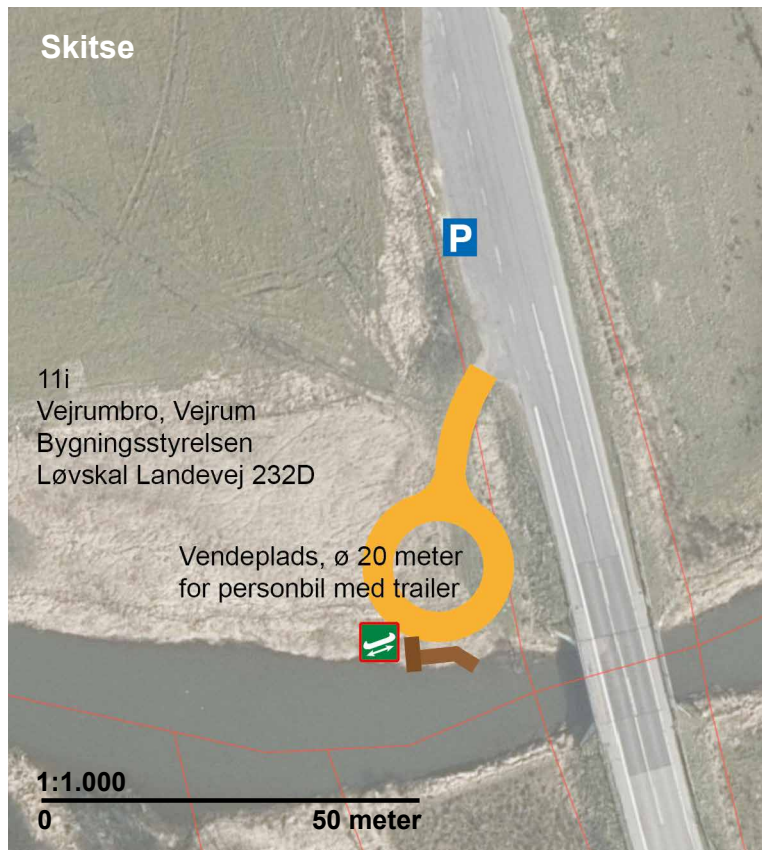 Skitse
P
11i
Vejrumbro, Vejrum
Bygningsstyrelsen
Løvskal Landevej 232D
Vendeplads, ø 20 meter
for personbil med trailer
1:1.000
0 50 meter